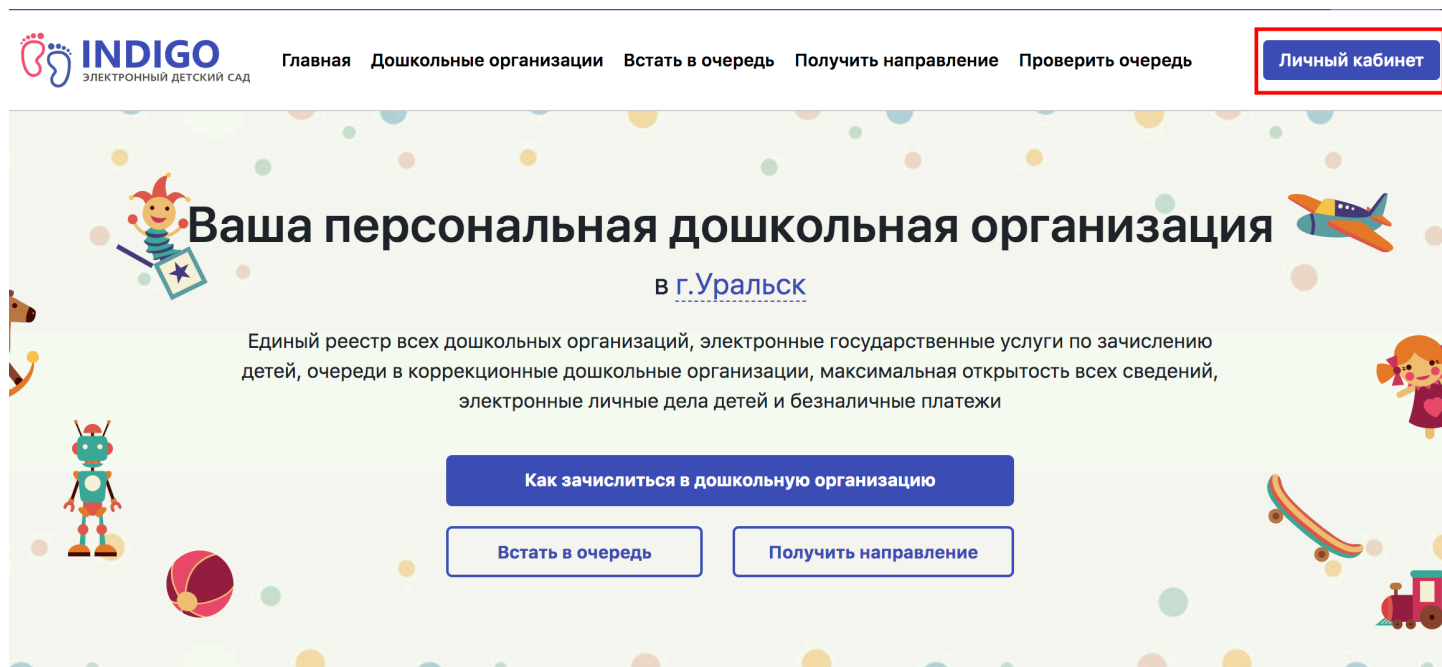 INDIGO
ЭЛЕКТРОННЫЙ ДЕТСКИЙ САД
Главная Дошкольные организации Встать в очередь Получить направление Проверить очередь Личный кабинет
Ваша персональная дошкольная организация
в г.Уральск
Единый реестр всех дошкольных организаций, электронные государственные услуги по зачислению
детей, очереди в коррекционные дошкольные организации, максимальная открытость всех сведений,
электронные личные дела детей и безналичные платежи
Как зачислиться в дошкольную организацию
Встать в очередь Получить направление